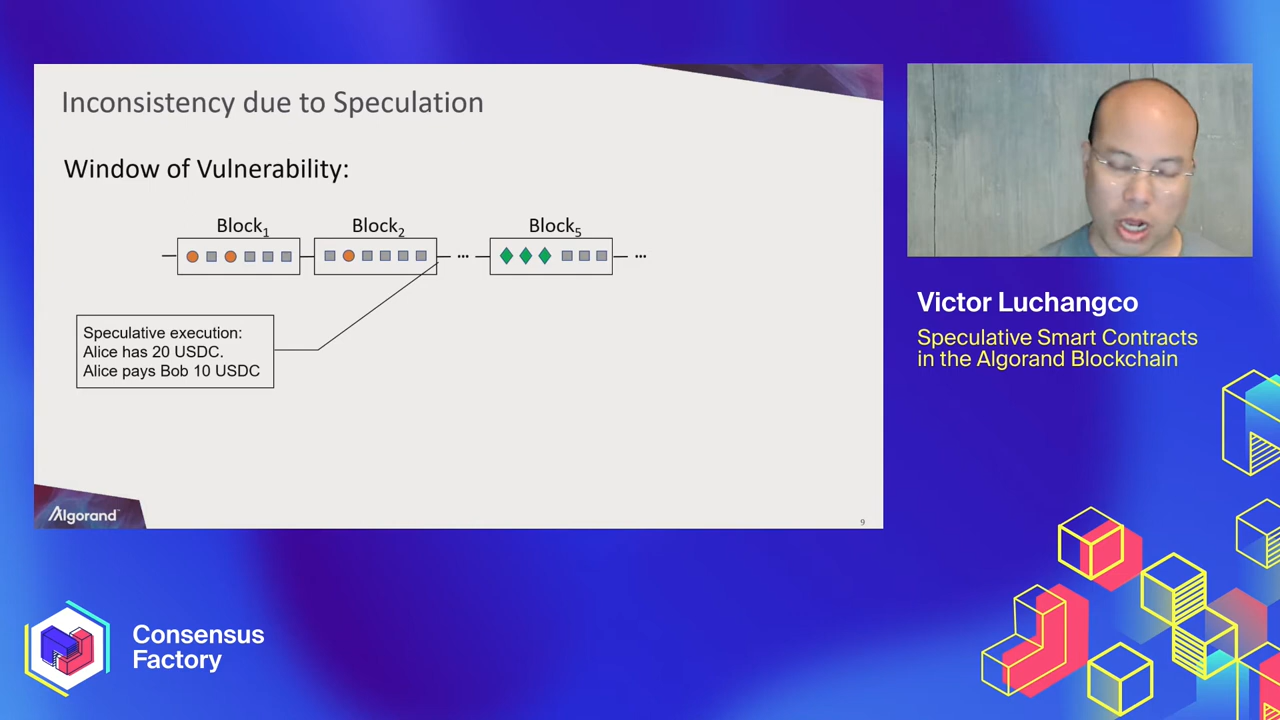 Inconsistency due to Speculation
Window of Vulnerability:
Block1 Block2 Block5
... ...
Speculative execution:
Alice has 20 USDC.
Alice pays Bob 10 USDC
Algorand
9
Victor Luchangco
Speculative Smart Contracts
in the Algorand Blockchain
Consensus
Factory